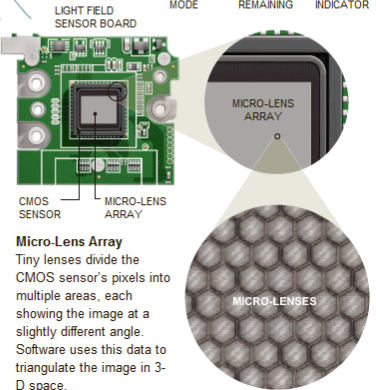 MODE
REMAINING
INDICATOR
LIGHT FIELD
SENSOR BOARD
MICRO-LENS
ARRAY
CMOS
SENSOR
MICRO-LENS
ARRAY
Micro-Lens Array
Tiny lenses divide the
CMOS sensor's pixels into
multiple areas, each
showing the image at a
slightly different angle.
Software uses this data to
triangulate the image in 3-
D space.
MICRO-LENSES